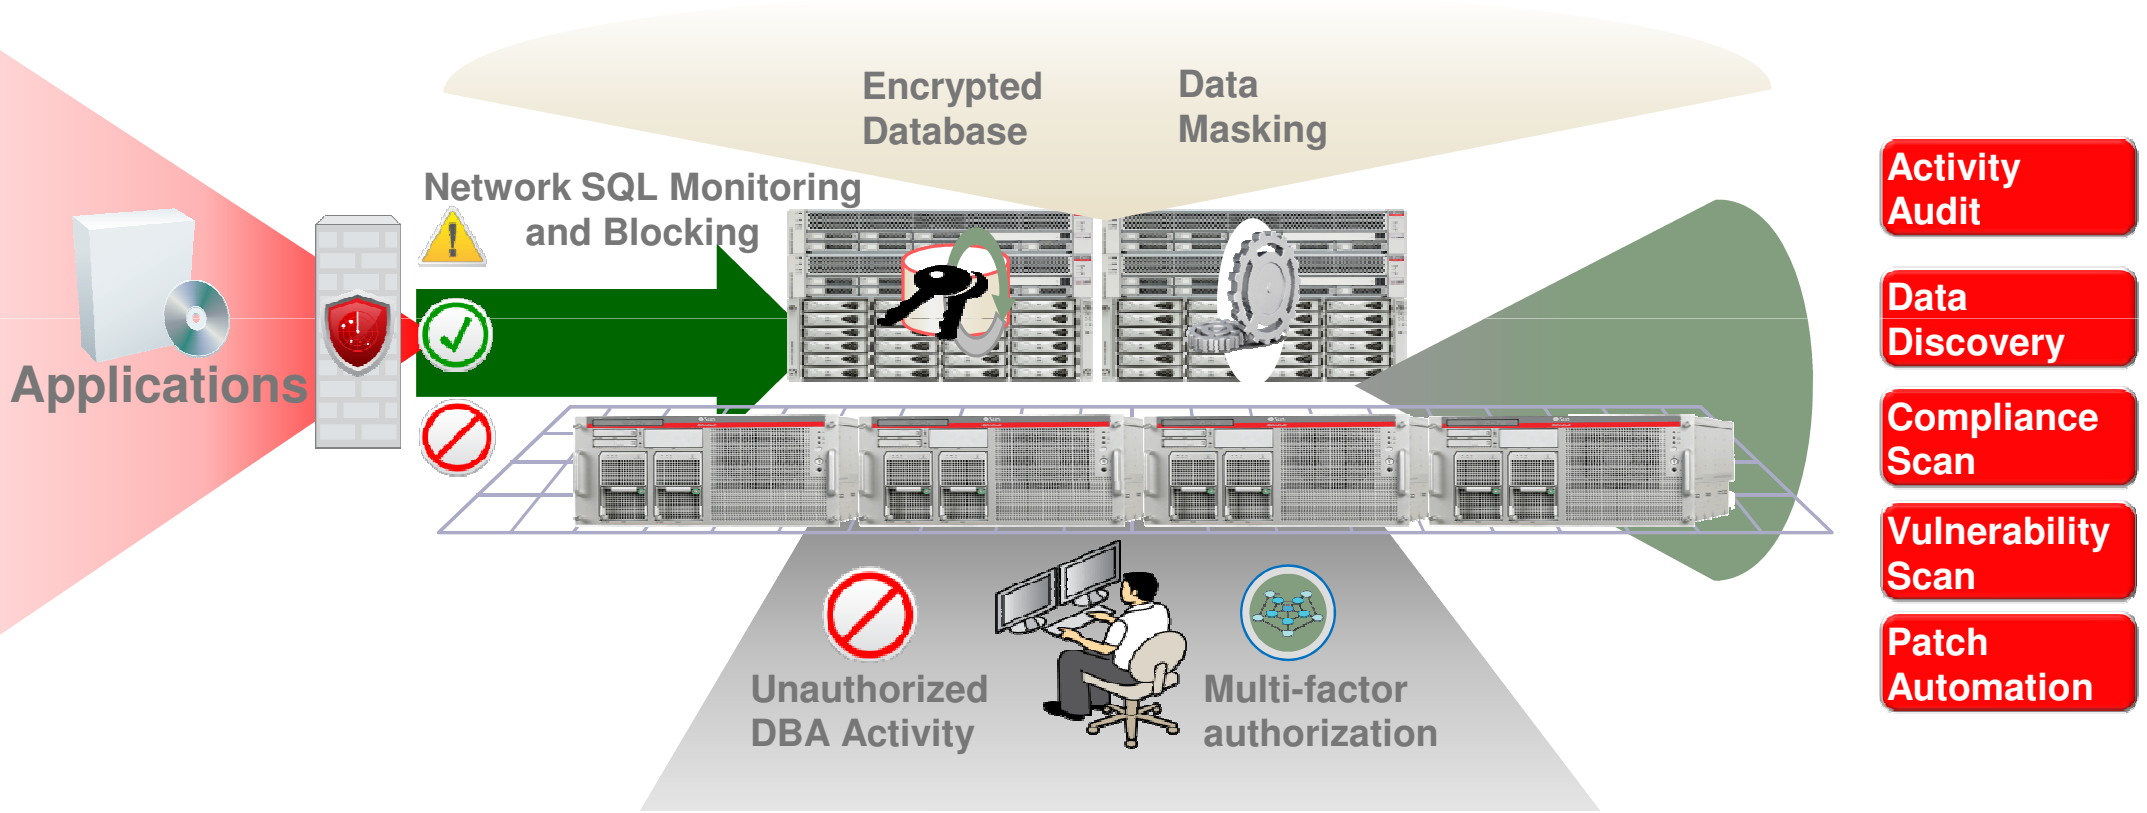 Encrypted
Database
Data
Masking
Network SQL Monitoring
and Blocking
Applications
Activity
Audit
Data
Discovery
Compliance
Scan
Vulnerability
Scan
Patch
Automation
Unauthorized
DBA Activity
Multi-factor
authorization